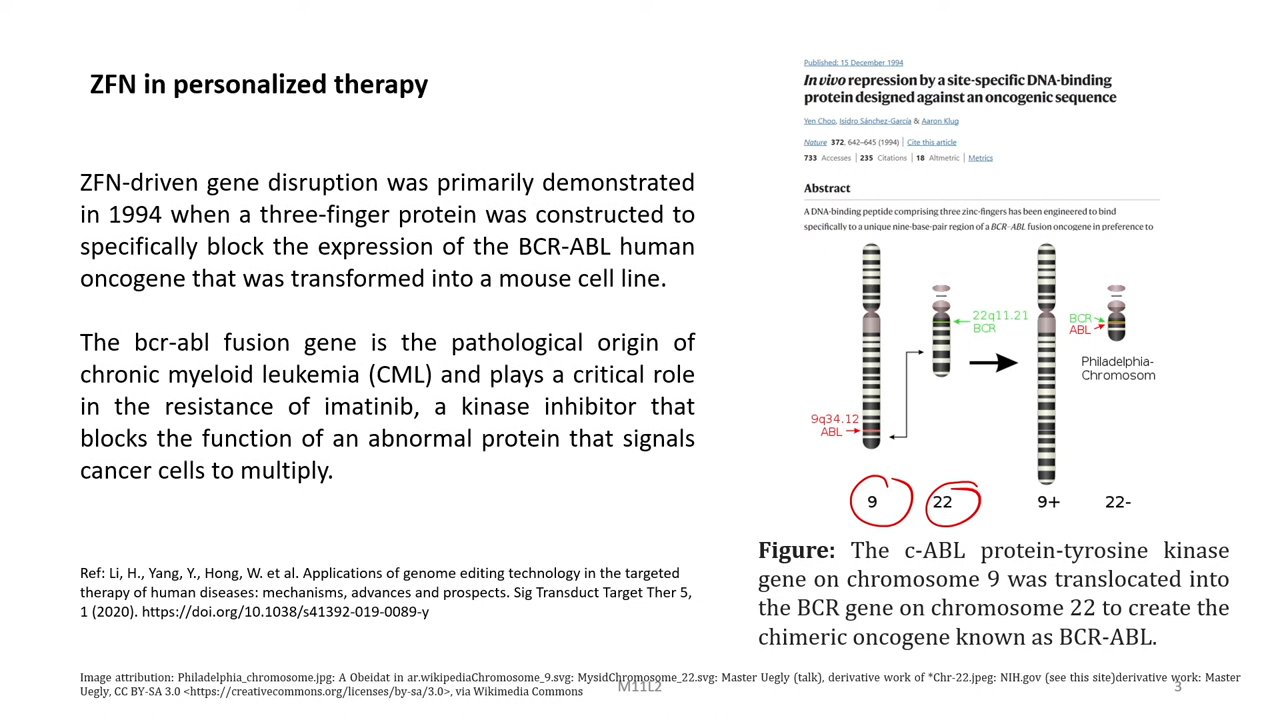 ZFN in personalized therapy
ZFN-driven gene disruption was primarily demonstrated
in 1994 when a three-finger protein was constructed to
specifically block the expression of the BCR-ABL human
oncogene that was transformed into a mouse cell line.
The bcr-abl fusion gene is the pathological origin of
chronic myeloid leukemia (CML) and plays a critical role
in the resistance of imatinib, a kinase inhibitor that
blocks the function of an abnormal protein that signals
cancer cells to multiply.
Ref: Li, H., Yang, Y., Hong, W. et al. Applications of genome editing technology in the targeted
therapy of human diseases: mechanisms, advances and prospects. Sig Transduct Target Ther 5,
1 (2020). https://doi.org/10.1038/s41392-019-0089-y
Published: 15 December 1994
In vivo repression by a site-specific DNA-binding
protein designed against an oncogenic sequence
Yen Choo, Isidro Sánchez-García & Aaron Klug
Nature 372, 642–645 (1994) | Cite this article
733 Accesses | 235 Citations | 18 Altmetric | Metrics
Abstract
A DNA-binding peptide comprising three zinc-fingers has been engineered to bind
specifically to a unique nine-base-pair region of a BCR–ABL fusion oncogene in preference to
22q11.21
BCR
BCR
ABL
Philadelphia-
Chromosom
9q34.12
ABL
9 22 9+ 22-
Figure: The c-ABL protein-tyrosine kinase
gene on chromosome 9 was translocated into
the BCR gene on chromosome 22 to create the
chimeric oncogene known as BCR-ABL.
Image attribution: Philadelphia_chromosome.jpg: A Obeidat in ar.wikipediaChromosome_9.svg: MysidChromosome_22.svg: Master Uegly (talk), derivative work of *Chr-22.jpeg: NIH.gov (see this site)derivative work: Master
Uegly, CC BY-SA 3.0 <https://creativecommons.org/licenses/by-sa/3.0>, via Wikimedia Commons
M11L2
3